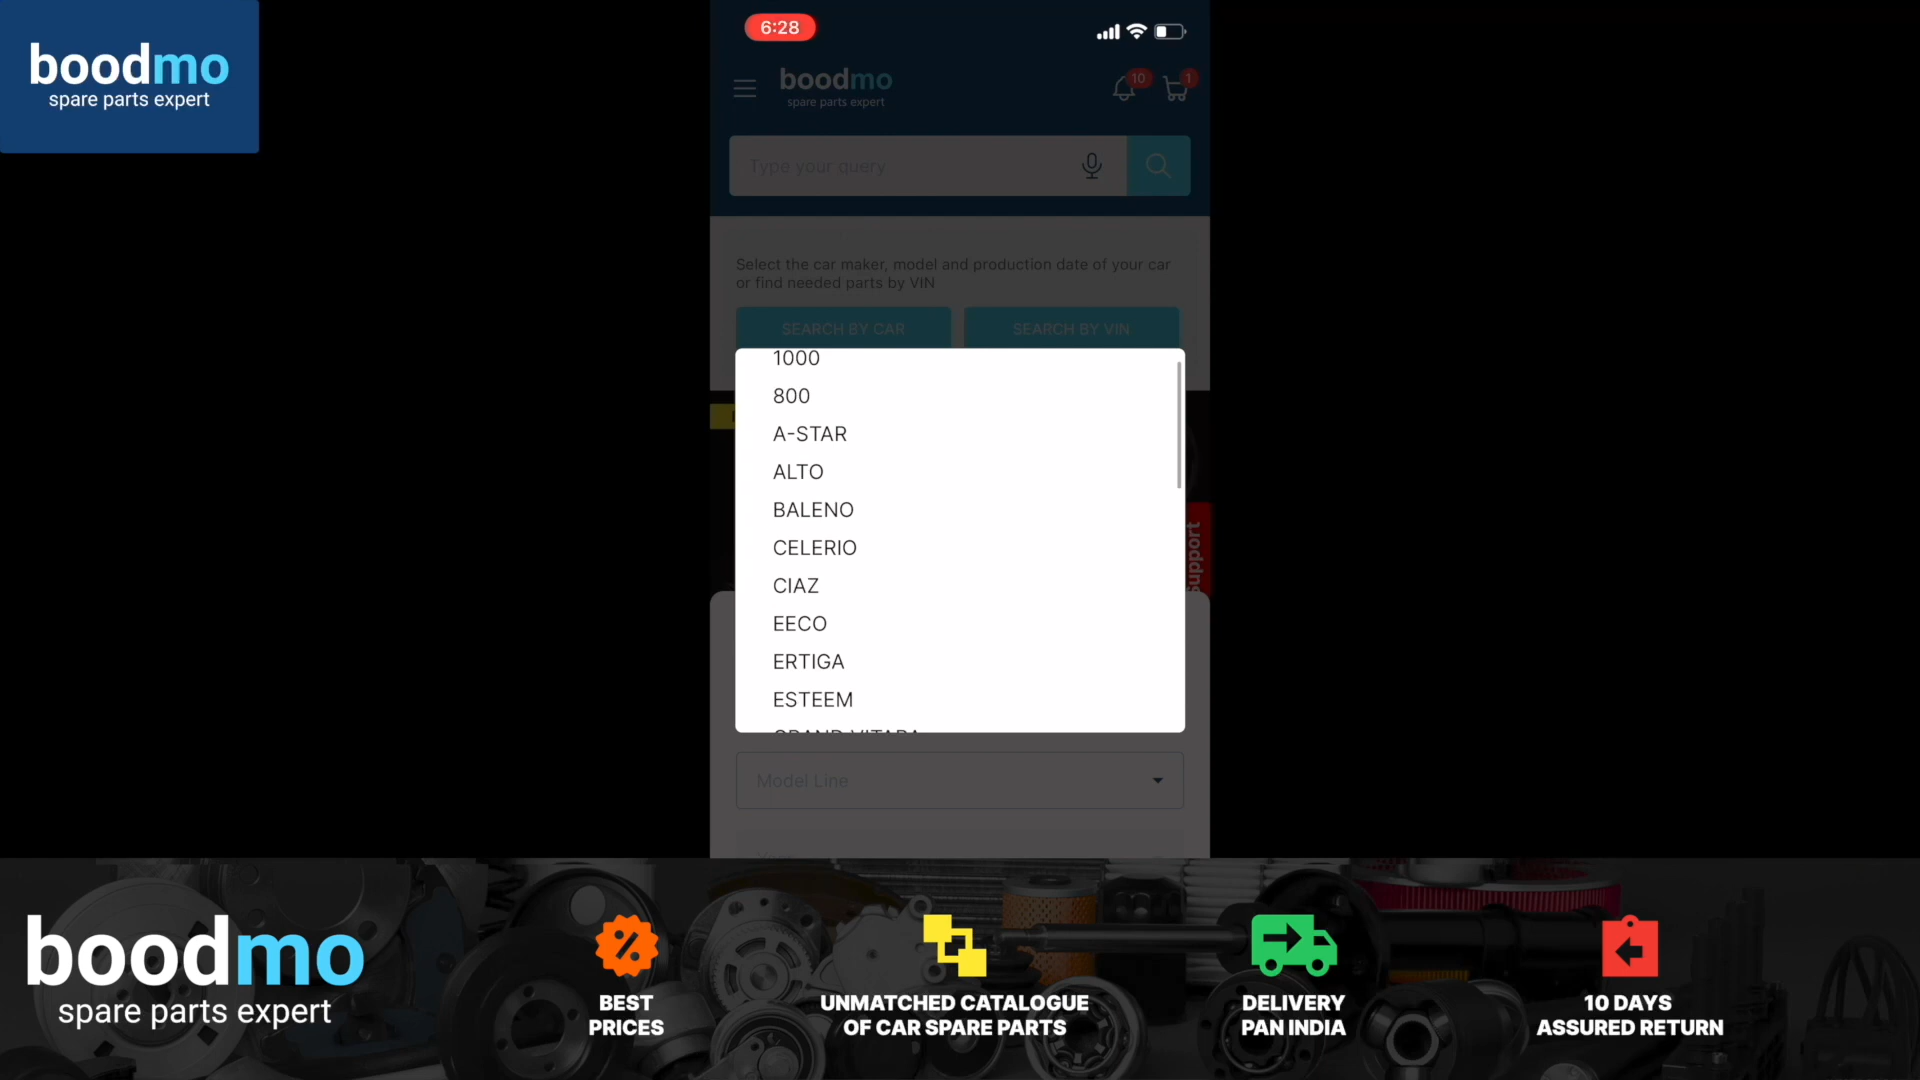 boodmo
spare parts expert
6:28
boodmo
spare parts expert
10
1
Type your query
Select the car maker, model and production date of your car
or find needed parts by VIN
SEARCH BY CAR
SEARCH BY VIN
1000
800
A-STAR
ALTO
BALENO
CELERIO
CIAZ
EECO
ERTIGA
ESTEEM
GRAND VITARA
support
Model Line
boodmo
spare parts expert
BEST
PRICES
UNMATCHED CATALOGUE
OF CAR SPARE PARTS
DELIVERY
PAN INDIA
10 DAYS
ASSURED RETURN